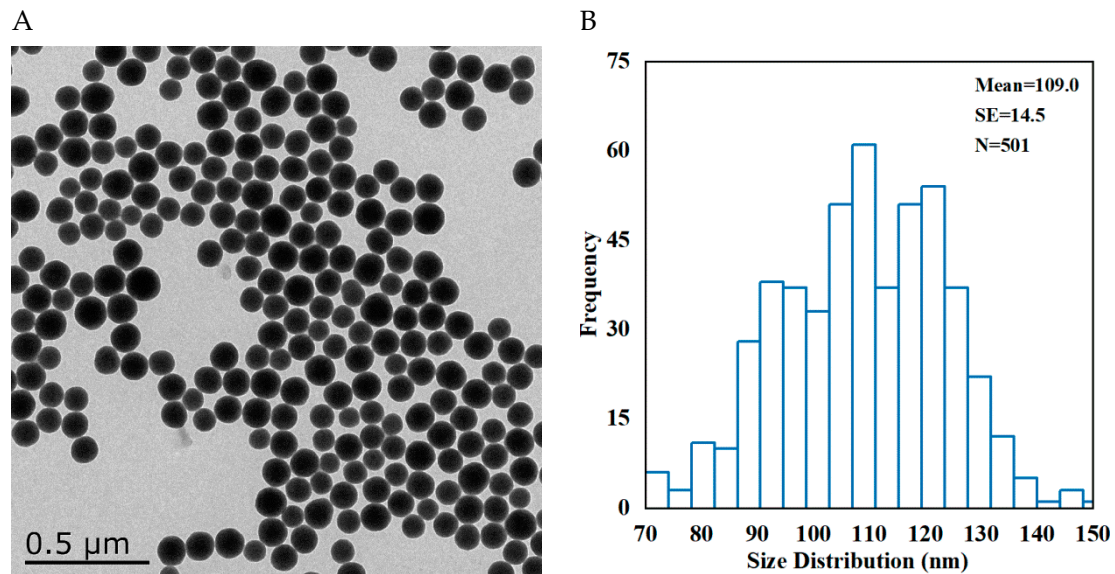 A
0.5 µm
B
75
Mean=109.0
SE=14.5
N=501
60
45
30
15
0
Frequency
70 80 90 100 110 120 130 140 150
Size Distribution (nm)